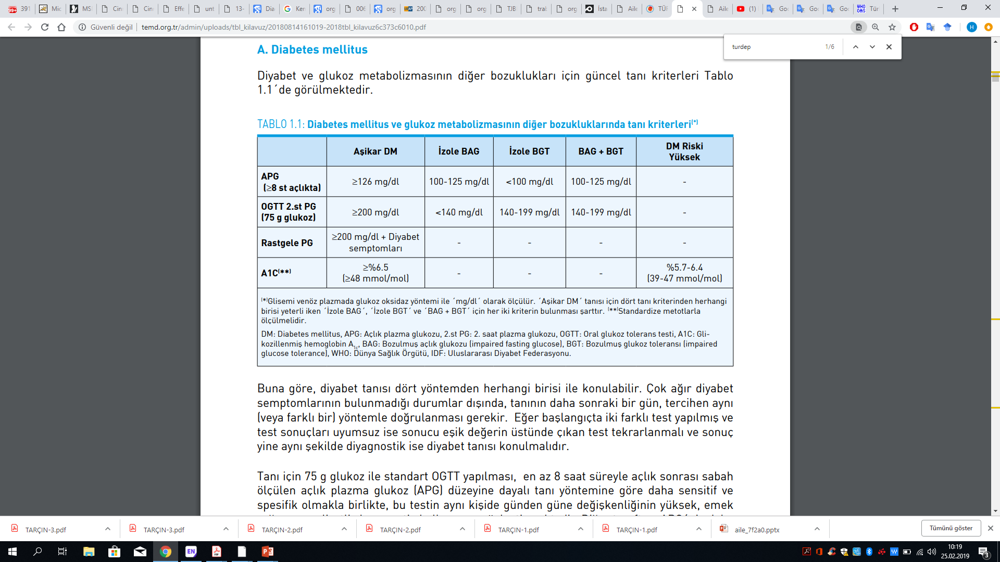 391
Mic
MS
Cin
Cin
Effe
unt
13-
Dia
Ker
org
006
org
200
org
org
TJB
tral
org
İsta
Aile
TÜF
Aile
(1)
Goo
Goo
Goo
WHO
OMS
Tür
Güvenli değil
temd.org.tr/admin/uploads/tbl_kilavuz/20180814161019-2018tbl_kilavuz6c373c6010.pdf
H
turdep 1/6
A. Diabetes mellitus
Diyabet ve glukoz metabolizmasının diğer bozuklukları için güncel tanı kriterleri Tablo
1.1´de görülmektedir.
TABLO 1.1: Diabetes mellitus ve glukoz metabolizmasının diğer bozukluklarında tanı kriterleri(*)
Aşikar DM
İzole BAG
İzole BGT
BAG + BGT
DM Riski
Yüksek
APG
(≥8 st açlıkta)
≥126 mg/dl
100-125 mg/dl
<100 mg/dl
100-125 mg/dl
-
OGTT 2.st PG
(75 g glukoz)
≥200 mg/dl
<140 mg/dl
140-199 mg/dl
140-199 mg/dl
-
Rastgele PG
≥200 mg/dl + Diyabet
semptomları
-
-
-
-
A1C(**)
≥%6.5
(≥48 mmol/mol)
-
-
-
%5.7-6.4
(39-47 mmol/mol)
(*)Glisemi venöz plazmada glukoz oksidaz yöntemi ile ´mg/dl´ olarak ölçülür. ´Aşikar DM´ tanısı için dört tanı kriterinden herhangi
birisi yeterli iken ´İzole BAG´, ´İzole BGT´ ve ´BAG + BGT´ için her iki kriterin bulunması şarttır. (**)Standardize metotlarla
ölçülmelidir.
DM: Diabetes mellitus, APG: Açlık plazma glukozu, 2.st PG: 2. saat plazma glukozu, OGTT: Oral glukoz tolerans testi, A1C: Gli-
kozillenmiş hemoglobin A1c, BAG: Bozulmuş açlık glukozu (impaired fasting glucose), BGT: Bozulmuş glukoz toleransı (impaired
glucose tolerance), WHO: Dünya Sağlık Örgütü, IDF: Uluslararası Diyabet Federasyonu.
Buna göre, diyabet tanısı dört yöntemden herhangi birisi ile konulabilir. Çok ağır diyabet
semptomlarının bulunmadığı durumlar dışında, tanının daha sonraki bir gün, tercihen aynı
(veya farklı bir) yöntemle doğrulanması gerekir. Eğer başlangıçta iki farklı test yapılmış ve
test sonuçları uyumsuz ise sonucu eşik değerin üstünde çıkan test tekrarlanmalı ve sonuç
yine aynı şekilde diyagnostik ise diyabet tanısı konulmalıdır.
Tanı için 75 g glukoz ile standart OGTT yapılması, en az 8 saat süreyle açlık sonrası sabah
ölçülen açlık plazma glukoz (APG) düzeyine dayalı tanı yöntemine göre daha sensitif ve
spesifik olmakla birlikte, bu testin aynı kişide günden güne değişkenliğinin yüksek, emek
TARÇIN-3.pdf
TARÇIN-3.pdf
TARÇIN-2.pdf
TARÇIN-2.pdf
TARÇIN-1.pdf
TARÇIN-1.pdf
aile_7f2a0.pptx
Tümünü göster
EN
10:19
25.02.2019
3